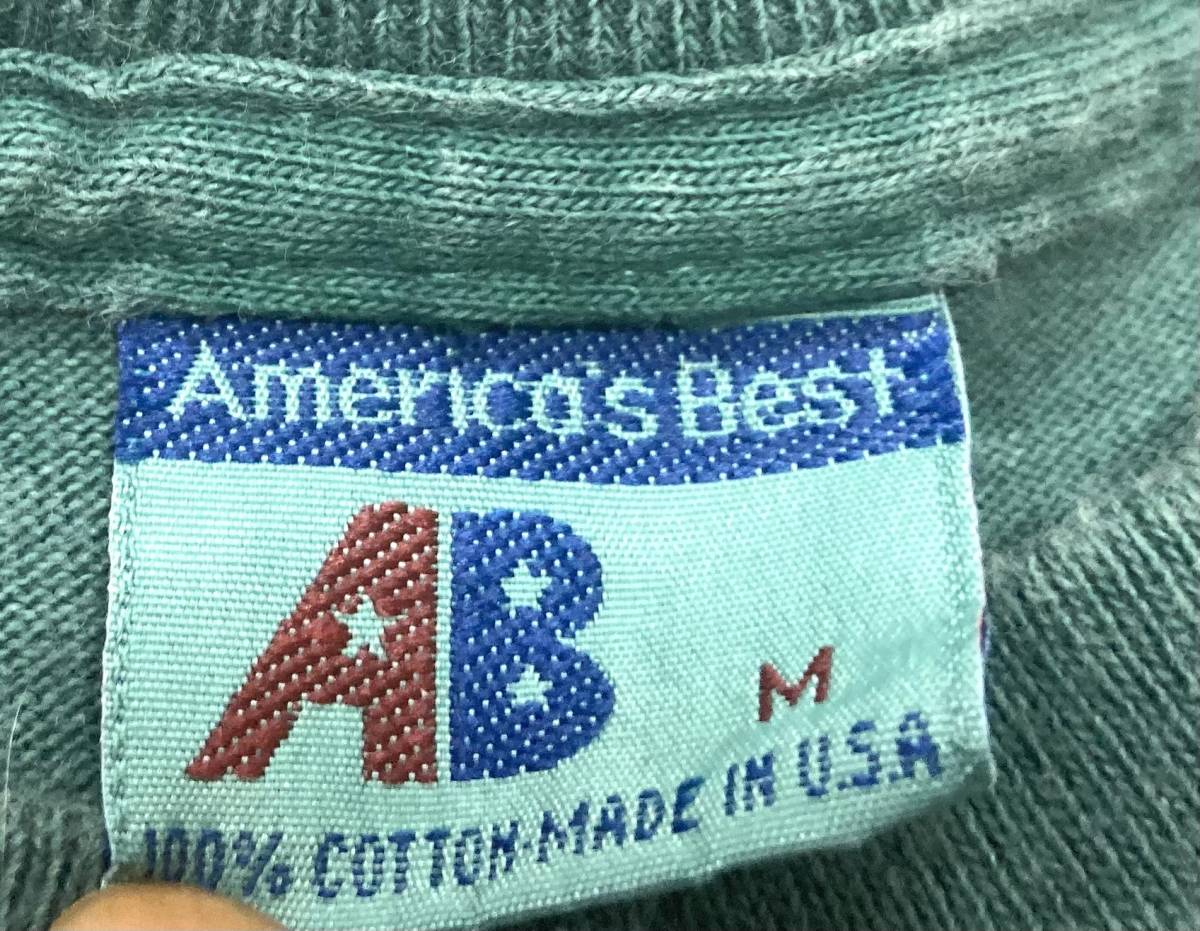 America's Best
AB
M
100% COTTON-MADE IN U.S.A